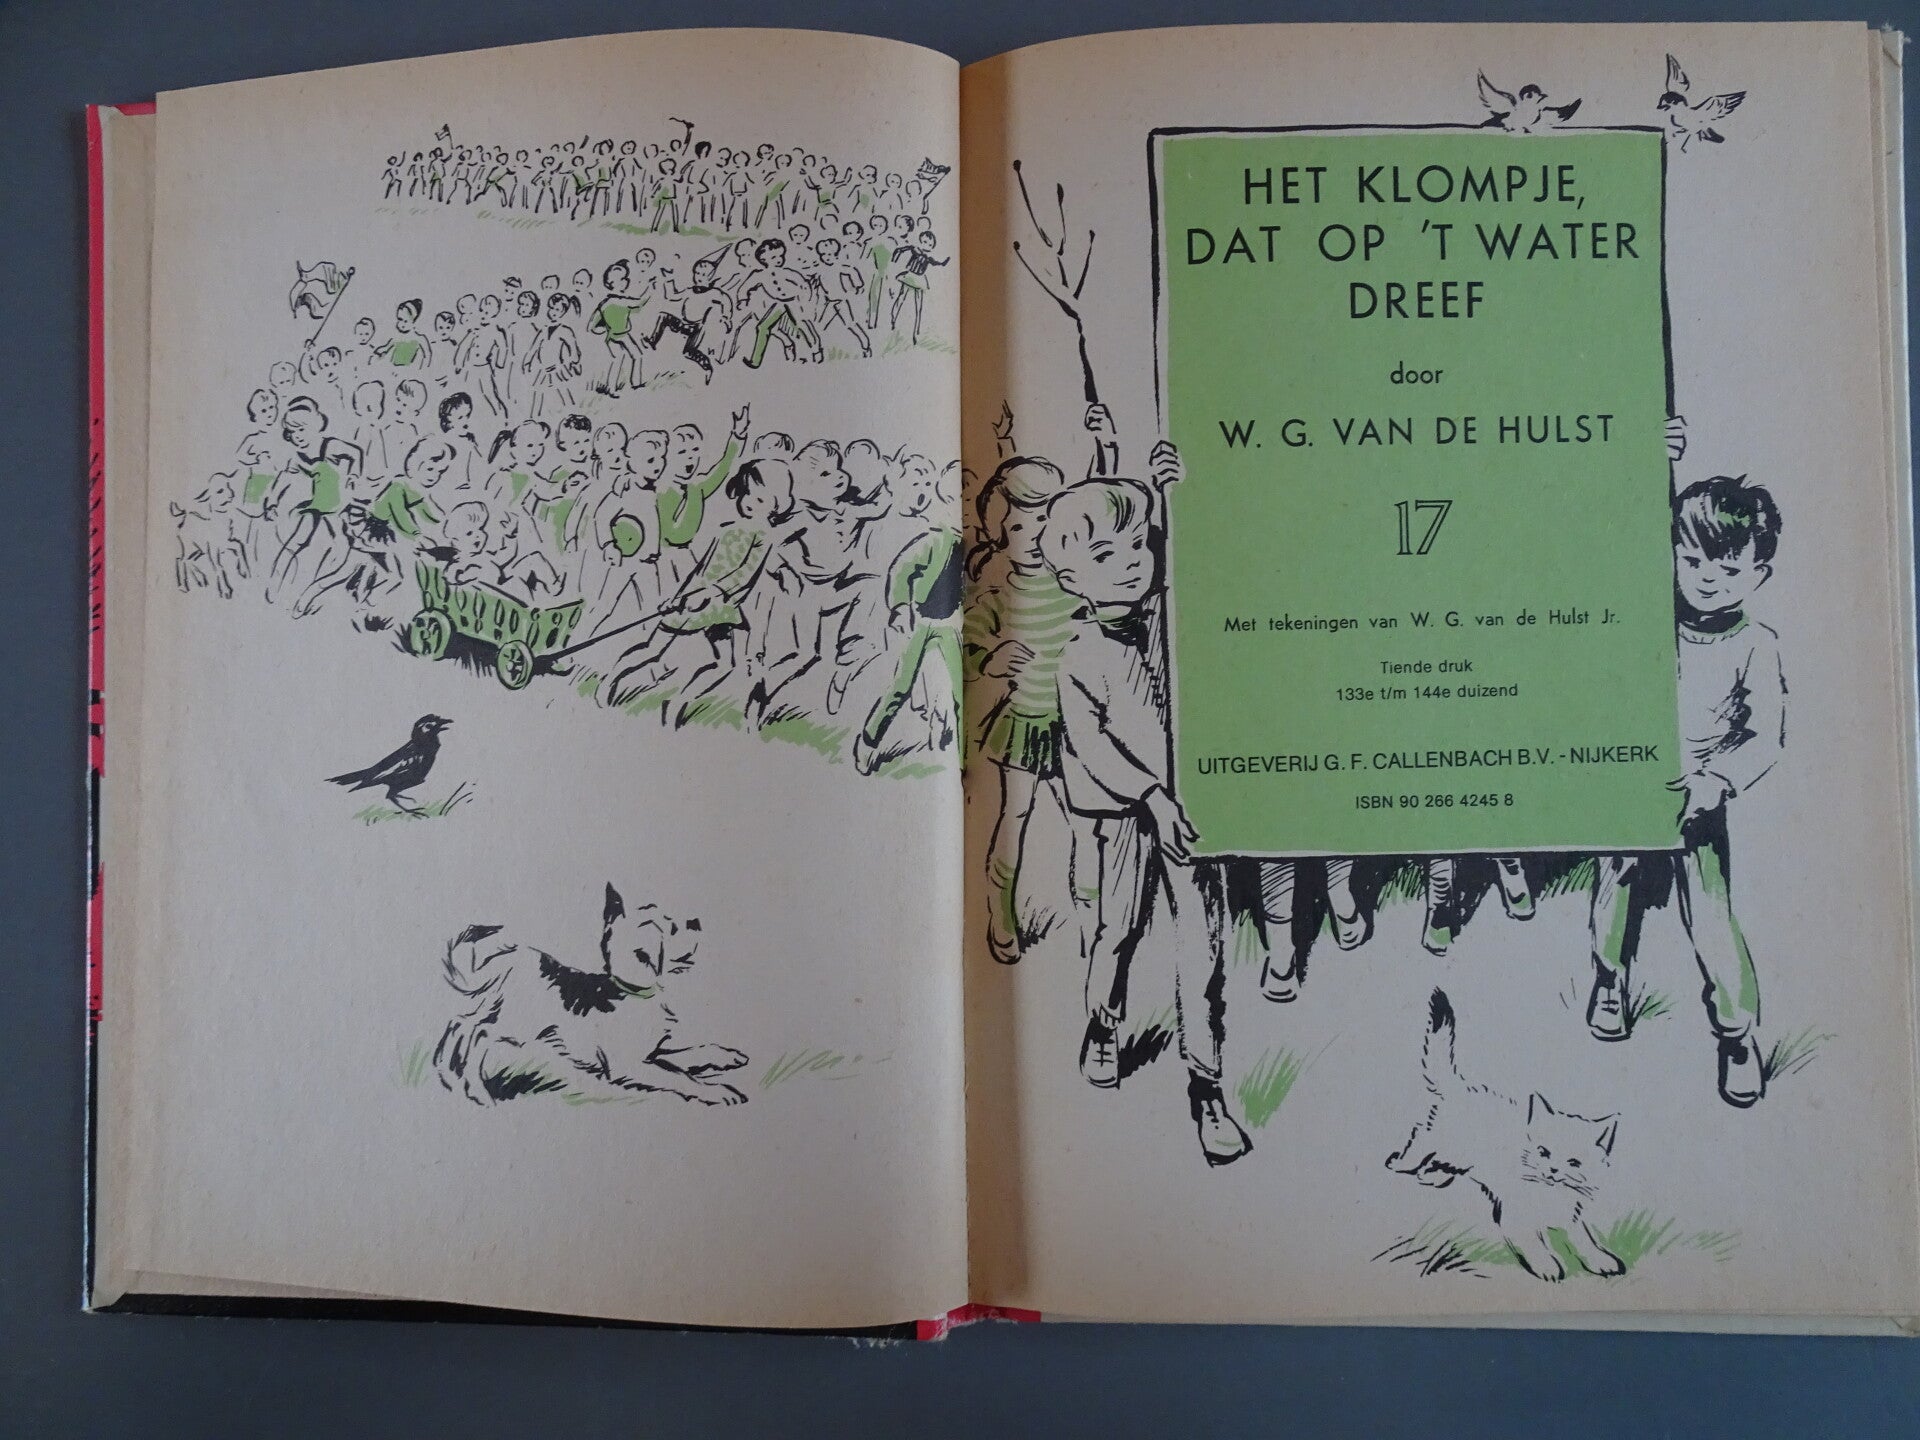 HET KLOMPJE,
DAT OP 'T WATER
DREEF
door
W. G. VAN DE HULST
17
Met tekeningen van W. G. van de Hulst Jr.
Tiende druk
133e t/m 144e duizend
UITGEVERIJ G. F. CALLENBACH B.V. - NIJKERK
ISBN 90 266 4245 8